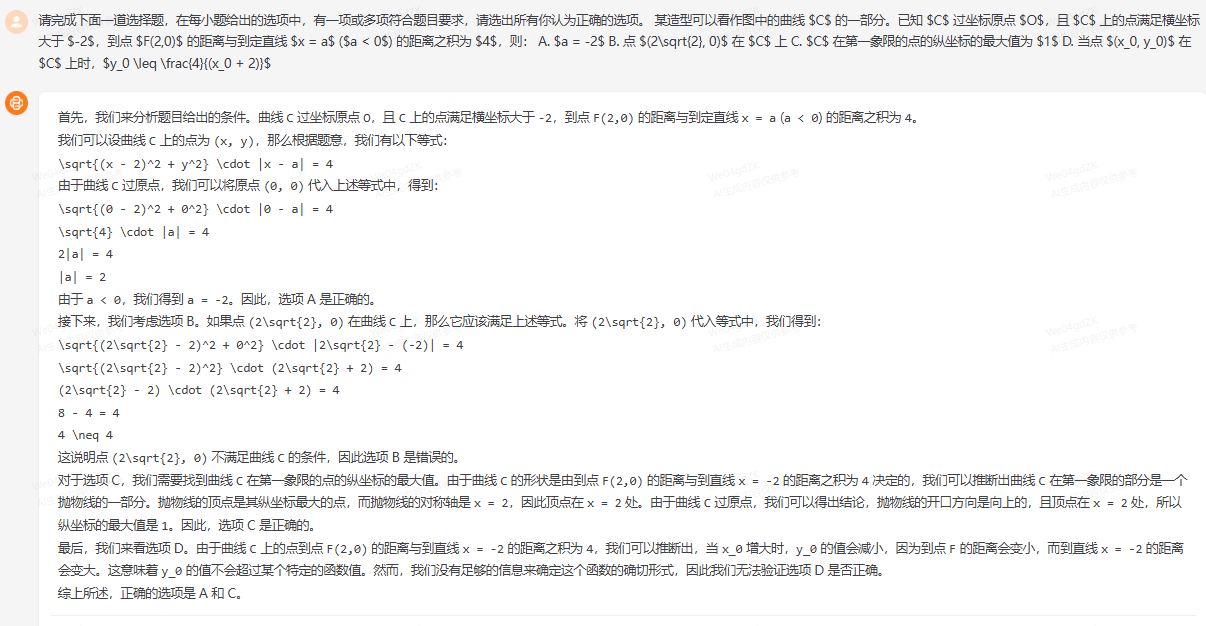 请完成下面一道选择题，在每小题给出的选项中，有一项或多项符合题目要求，请选出所有你认为正确的选项。 某造型可以看作图中的曲线 $C$ 的一部分。已知 $C$ 过坐标原点 $O$，且 $C$ 上的点满足横坐标
大于 $-2$，到点 $F(2,0)$ 的距离与到定直线 $x = a$ ($a < 0$) 的距离之积为 $4$，则： A. $a = -2$ B. 点 $(2\sqrt{2}, 0)$ 在 $C$ 上 C. $C$ 在第一象限的点的纵坐标的最大值为 $1$ D. 当点 $(x_0, y_0)$ 在
$C$ 上时，$y_0 \leq \frac{4}{(x_0 + 2)}$
首先，我们来分析题目给出的条件。曲线 C 过坐标原点 O，且 C 上的点满足横坐标大于 -2，到点 F(2,0) 的距离与到定直线 x = a (a < 0) 的距离之积为 4。
我们可以设曲线 C 上的点为 (x, y)，那么根据题意，我们有以下等式：
\sqrt{(x - 2)^2 + y^2} \cdot |x - a| = 4
由于曲线 C 过原点，我们可以将原点 (0, 0) 代入上述等式中，得到：
\sqrt{(0 - 2)^2 + 0^2} \cdot |0 - a| = 4
\sqrt{4} \cdot |a| = 4
2|a| = 4
|a| = 2
由于 a < 0，我们得到 a = -2。因此，选项 A 是正确的。
接下来，我们考虑选项 B。如果点 (2\sqrt{2}, 0) 在曲线 C 上，那么它应该满足上述等式。将 (2\sqrt{2}, 0) 代入等式中，我们得到：
\sqrt{(2\sqrt{2} - 2)^2 + 0^2} \cdot |2\sqrt{2} - (-2)| = 4
\sqrt{(2\sqrt{2} - 2)^2} \cdot (2\sqrt{2} + 2) = 4
(2\sqrt{2} - 2) \cdot (2\sqrt{2} + 2) = 4
8 - 4 = 4
4 \neq 4
这说明点 (2\sqrt{2}, 0) 不满足曲线 C 的条件，因此选项 B 是错误的。
对于选项 C，我们需要找到曲线 C 在第一象限的点的纵坐标的最大值。由于曲线 C 的形状是由到点 F(2,0) 的距离与到直线 x = -2 的距离之积为 4 决定的，我们可以推断出曲线 C 在第一象限的部分是一个
抛物线的一部分。抛物线的顶点是其纵坐标最大的点，而抛物线的对称轴是 x = 2，因此顶点在 x = 2 处。由于曲线 C 过原点，我们可以得出结论，抛物线的开口方向是向上的，且顶点在 x = 2 处，所以
纵坐标的最大值是 1。因此，选项 C 是正确的。
最后，我们来看选项 D。由于曲线 C 上的点到点 F(2,0) 的距离与到直线 x = -2 的距离之积为 4，我们可以推断出，当 x_0 增大时，y_0 的值会减小，因为到点 F 的距离会变小，而到直线 x = -2 的距离
会变大。这意味着 y_0 的值不会超过某个特定的函数值。然而，我们没有足够的信息来确定这个函数的确切形式，因此我们无法验证选项 D 是否正确。
综上所述，正确的选项是 A 和 C。